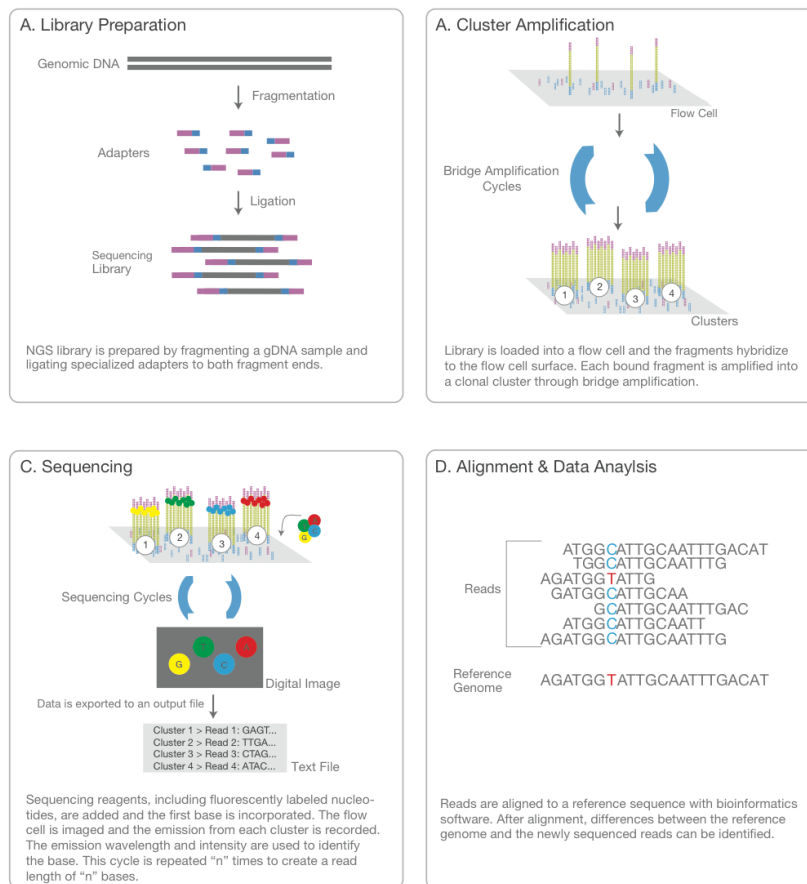 A. Library Preparation
Genomic DNA
Fragmentation
Adapters
Ligation
Sequencing
Library
NGS library is prepared by fragmenting a gDNA sample and
ligating specialized adapters to both fragment ends.
A. Cluster Amplification
Flow Cell
Bridge Amplification
Cycles
1
2
3
4
Clusters
Library is loaded into a flow cell and the fragments hybridize
to the flow cell surface. Each bound fragment is amplified into
a clonal cluster through bridge amplification.
C. Sequencing
1
2
3
4
G
Sequencing Cycles
G
T
C
A
Digital Image
Data is exported to an output file
Cluster 1 > Read 1: GAGT...
Cluster 2 > Read 2: TTGA...
Cluster 3 > Read 3: CTAG...
Cluster 4 > Read 4: ATAC...
Text File
Sequencing reagents, including fluorescently labeled nucleo-
tides, are added and the first base is incorporated. The flow
cell is imaged and the emission from each cluster is recorded.
The emission wavelength and intensity are used to identify
the base. This cycle is repeated “n” times to create a read
length of “n” bases.
D. Alignment & Data Anaylsis
Reads
ATGGCATTGCAATTTGACAT
TGGCATTGCAATTTG
AGATGGTATTG
GATGGCATTGCAA
GCATTGCAATTTGAC
ATGGCATTGCAATT
AGATGGCATTGCAATTTG
Reference
Genome
AGATGGTATTGCAATTTGACAT
Reads are aligned to a reference sequence with bioinformatics
software. After alignment, differences between the reference
genome and the newly sequenced reads can be identified.